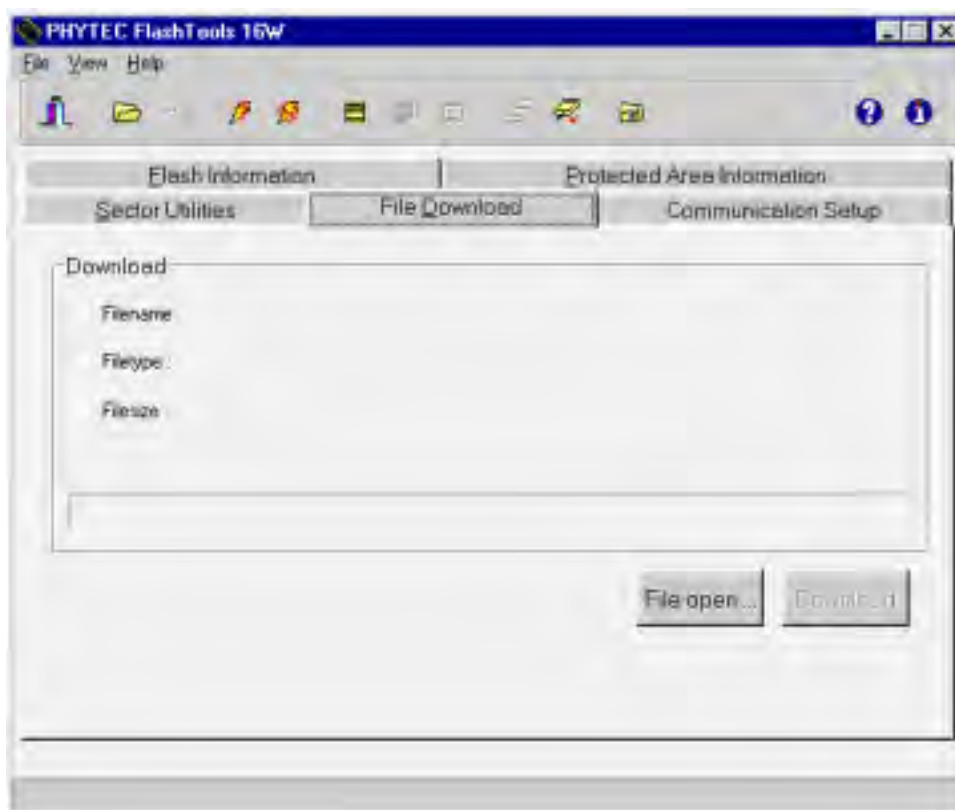 PHYTEC FlashTools 16W
File View Help
Flash Information Protected Area Information
Sector Utilities File Download Communication Setup
Download
Filename
Filetype :
Filesize
File open... Download